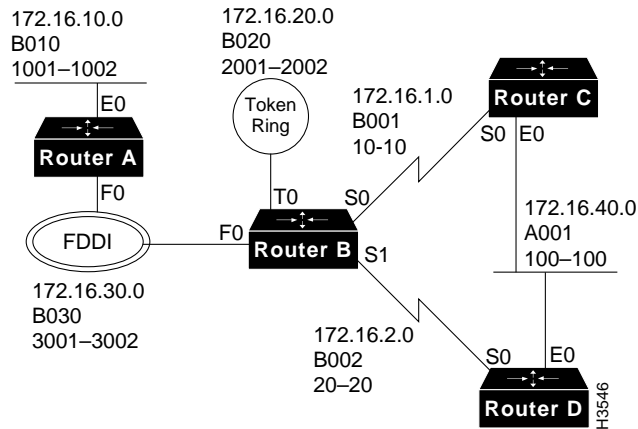 172.16.10.0
B010
1001–1002
E0
Router A
F0
FDDI
172.16.30.0
B030
3001–3002
172.16.20.0
B020
2001–2002
Token
Ring
T0
F0
S0
Router B
S1
172.16.1.0
B001
10-10
Router C
S0
E0
172.16.40.0
A001
100–100
172.16.2.0
B002
20–20
S0
E0
Router D
H3546